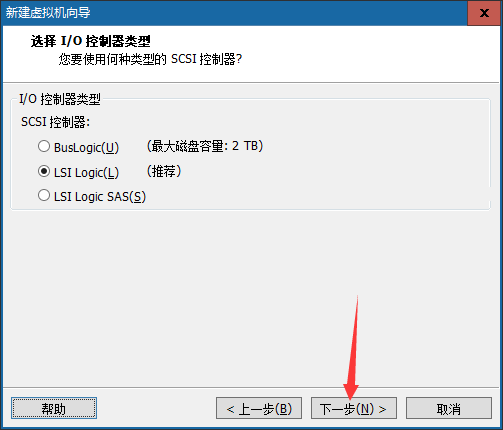 新建虚拟机向导
x
选择 I/O 控制器类型
您要使用何种类型的 SCSI 控制器?
I/O 控制器类型
SCSI 控制器:
BusLogic(U) (最大磁盘容量: 2 TB)
LSI Logic(L) (推荐)
LSI Logic SAS(S)
帮助 < 上一步(B) 下一步(N) > 取消